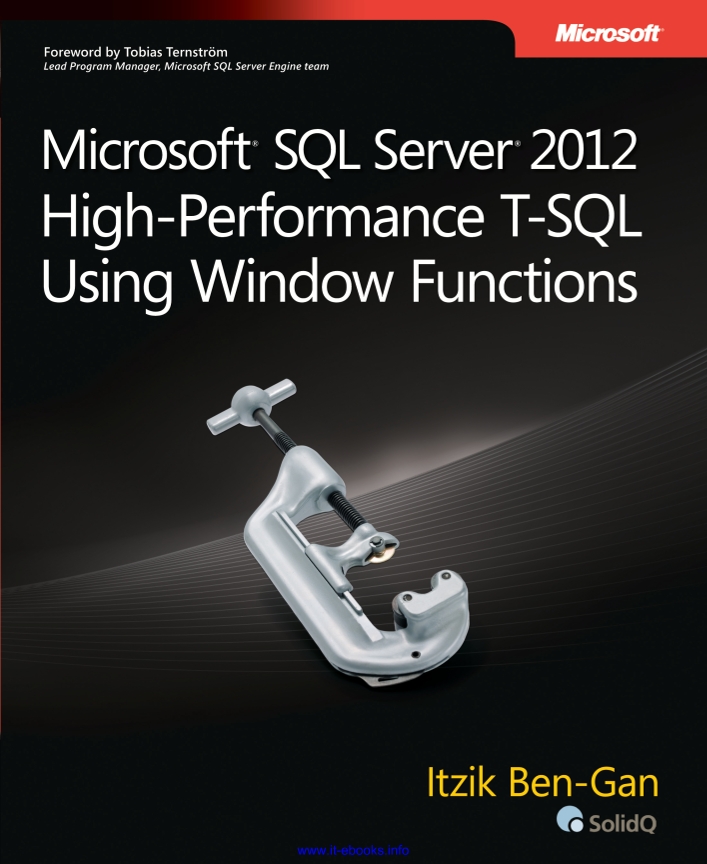 Microsoft®
Foreword by Tobias Ternström
Lead Program Manager, Microsoft SQL Server Engine team
Microsoft® SQL Server® 2012
High-Performance T-SQL
Using Window Functions
Itzik Ben-Gan
SolidQ
www.it-ebooks.info